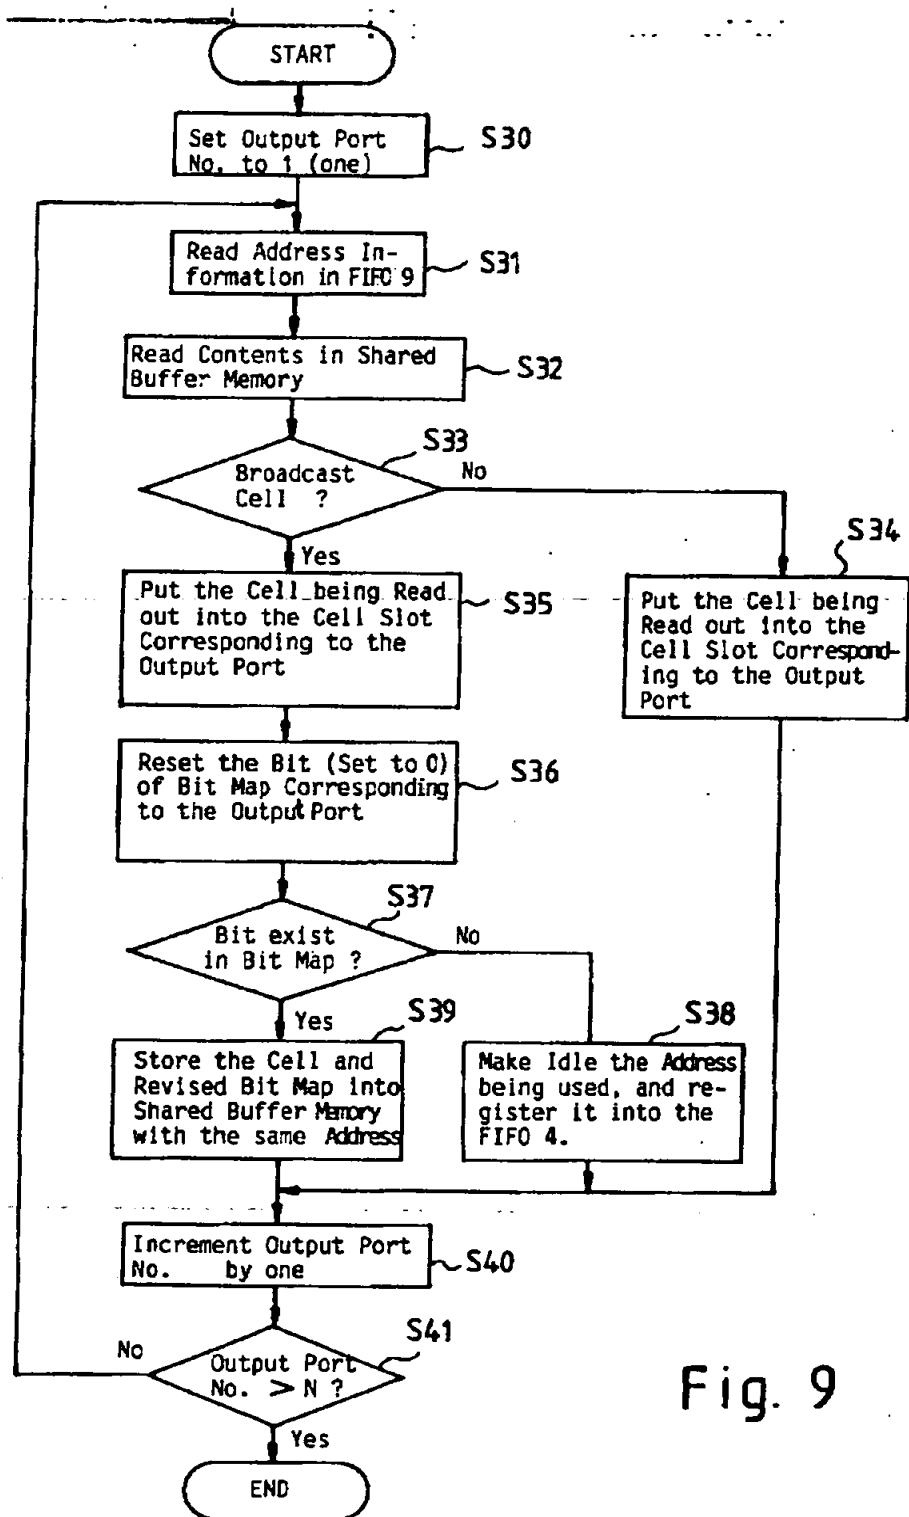 START
Set Output Port
No. to 1 (one)
S30
Read Address In-
formation in FIFO 9
S31
Read Contents in Shared
Buffer Memory
S32
S33
Broadcast
Cell ?
No
Yes
S34
Put the Cell being
Read out into the
Cell Slot Correspond-
ing to the Output
Port
Put the Cell being Read
out into the Cell Slot
Corresponding to the
Output Port
S35
Reset the Bit (Set to 0)
of Bit Map Corresponding
to the Output Port
S36
S37
Bit exist
in Bit Map ?
No
Yes
S39
Store the Cell and
Revised Bit Map into
Shared Buffer Memory
with the same Address
S38
Make Idle the Address
being used, and re-
gister it into the
FIFO 4.
Increment Output Port
No. by one
S40
S41
No
Output Port
No. > N ?
Yes
END
Fig. 9